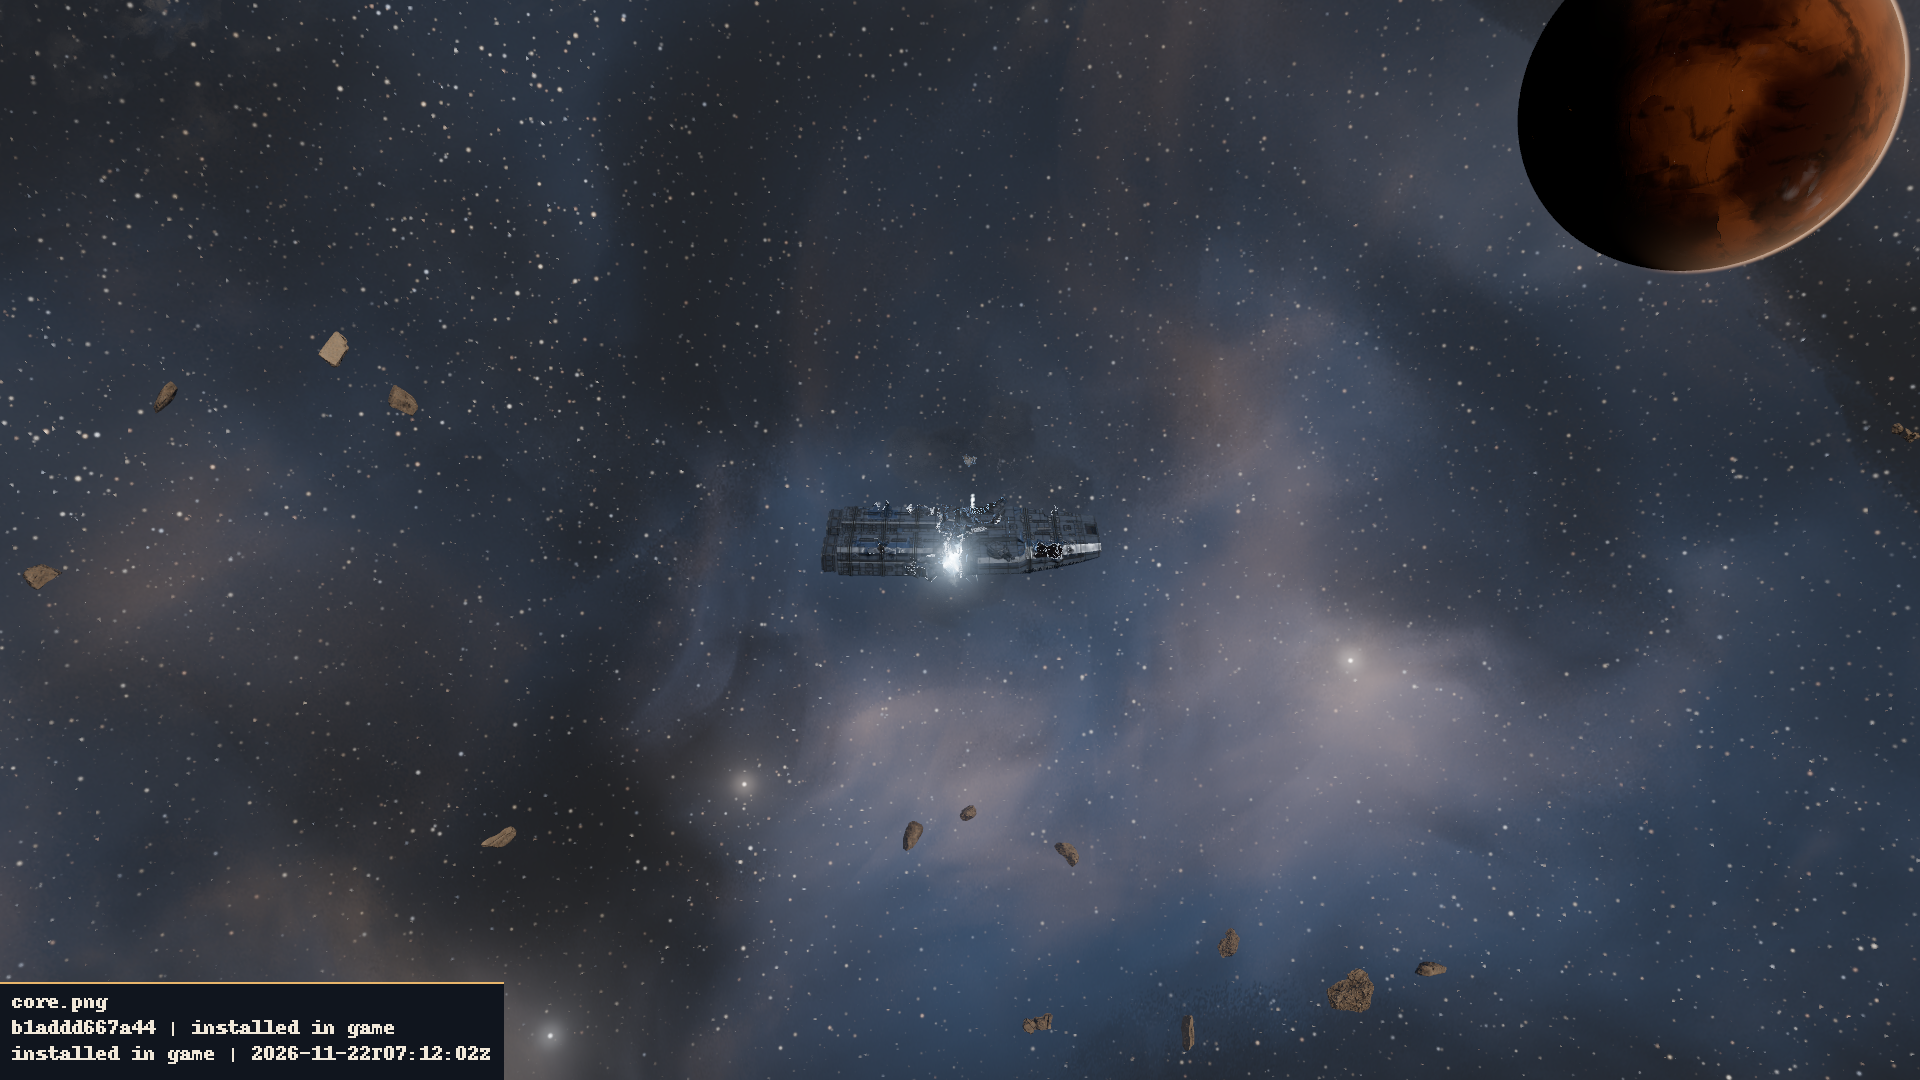 core.png
b1addd667a44 | installed in game
installed in game | 2026-11-22T07:12:02Z